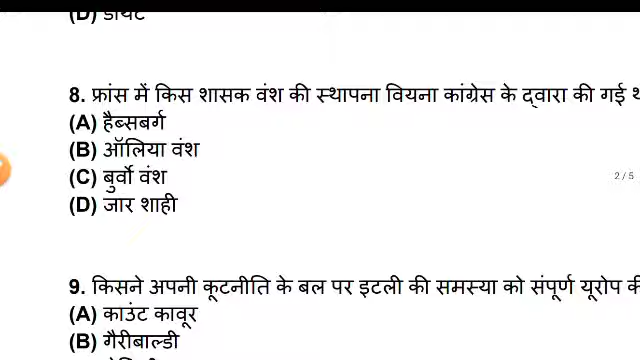 (D) डायट
8. फ्रांस में किस शासक वंश की स्थापना वियना कांग्रेस के द्वारा की गई
(A) हैब्सबर्ग
(B) ऑलिया वंश
(C) बुर्वो वंश
2/5
(D) जार शाही
9. किसने अपनी कूटनीति के बल पर इटली की समस्या को संपूर्ण यूरोप
(A) काउंट कावूर
(B) गैरीबाल्डी